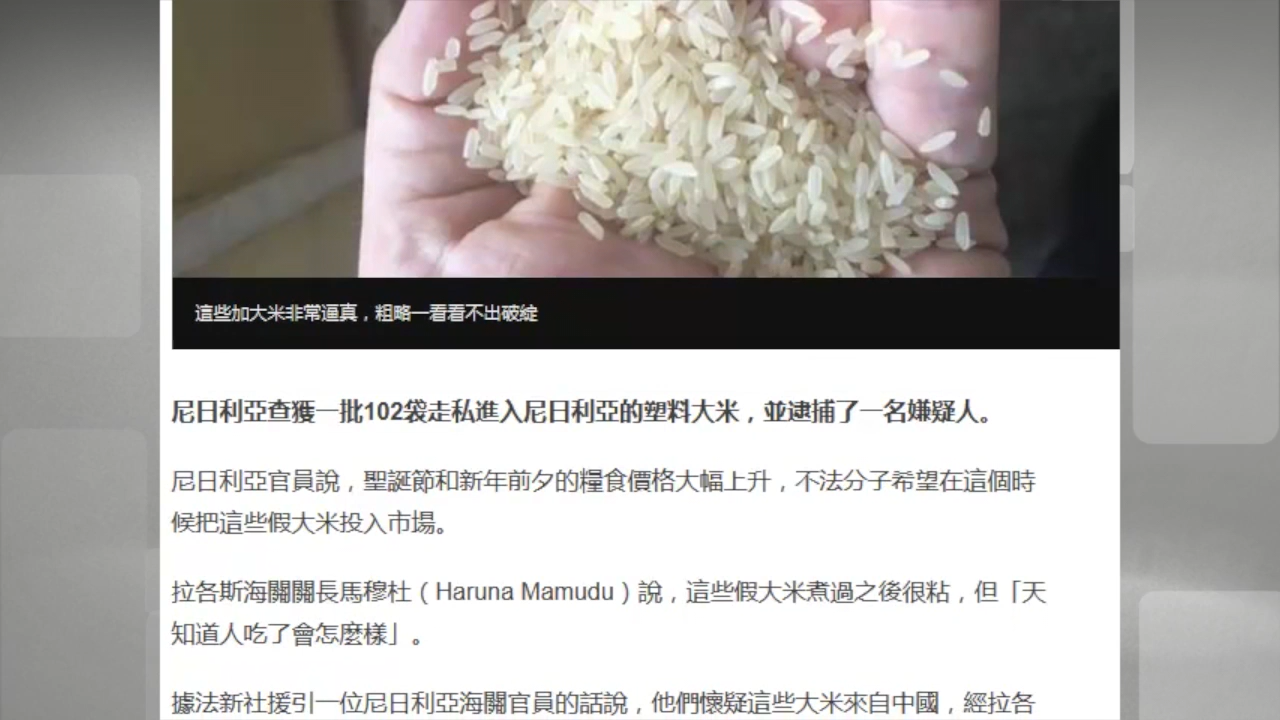 這些加大米非常逼真，粗略一看看不出破綻
尼日利亞查獲一批102袋走私進入尼日利亞的塑料大米，並逮捕了一名嫌疑人。
尼日利亞官員說，聖誕節和新年前夕的糧食價格大幅上升，不法分子希望在這個時
候把這些假大米投入市場。
拉各斯海關關長馬穆杜（Haruna Mamudu）說，這些假大米煮過之後很粘，但「天
知道人吃了會怎麼樣」。
據法新社援引一位尼日利亞海關官員的話說，他們懷疑這些大米來自中國，經拉各